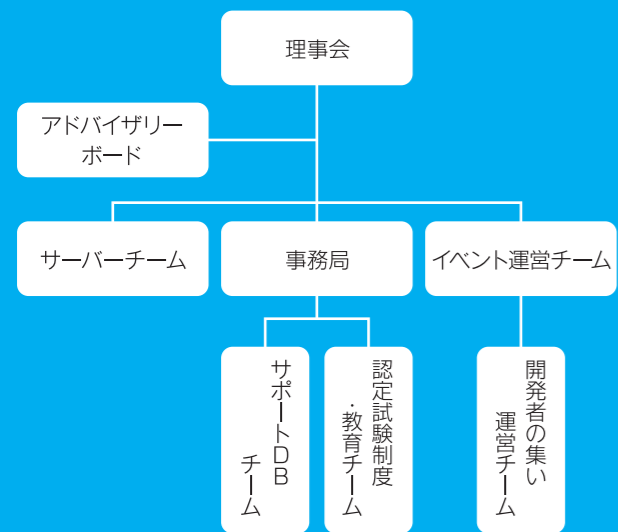 理事会
アドバイザリー
ボード
サーバーチーム
事務局
イベント運営チーム
サポートDB
チーム
認定試験制度
・教育チーム
開発者の集い
運営チーム